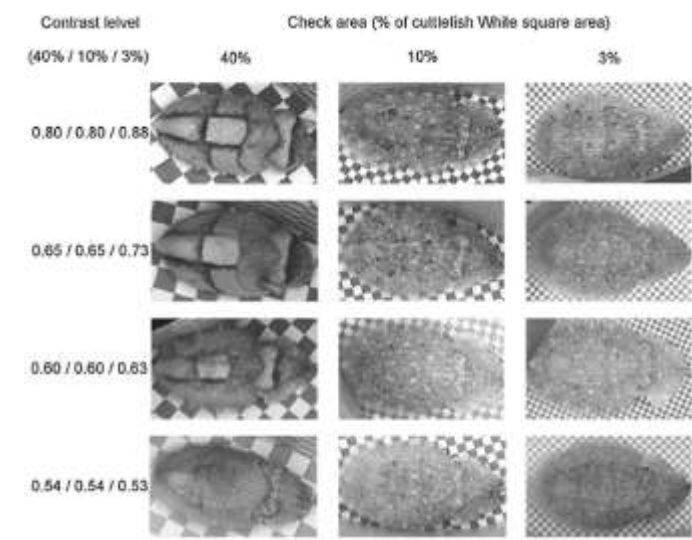 Contrast leivel
Check area (% of cuttlefish White square area)
(40% / 10% / 3%)
40%
10%
3%
0.80 / 0.80 / 0.88
0.65 / 0.65 / 0.73
0.60 / 0.60 / 0.63
0.54 / 0.54 / 0.53